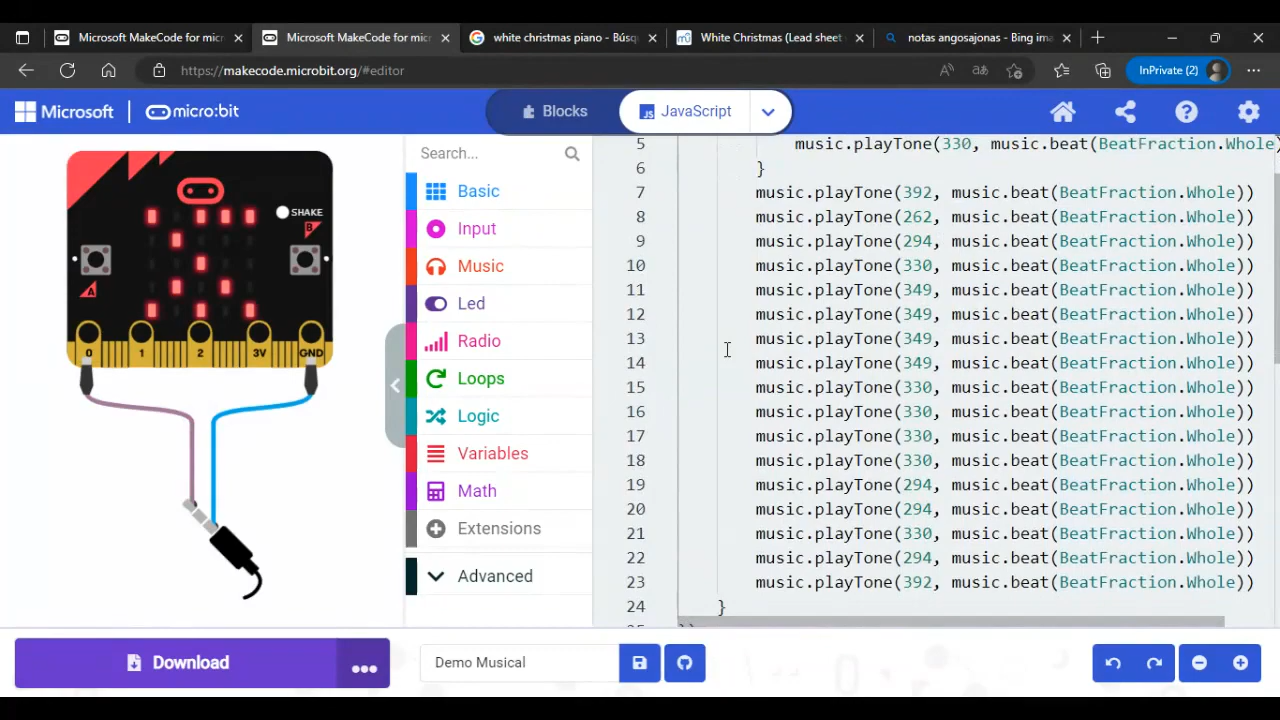 Microsoft MakeCode for micr
Microsoft MakeCode for micr
white christmas piano - Búsq
White Christmas (Lead sheet
notas angosajonas - Bing ima
https://makecode.microbit.org/#editor
InPrivate (2)
Microsoft
micro:bit
Blocks
JS
JavaScript
SHAKE
A
B
0
1
2
3V
GND
Search...
Basic
Input
Music
Led
Radio
Loops
Logic
Variables
Math
Extensions
Advanced
5 music.playTone(330, music.beat(BeatFraction.Whole)
6 }
7 music.playTone(392, music.beat(BeatFraction.Whole))
8 music.playTone(262, music.beat(BeatFraction.Whole))
9 music.playTone(294, music.beat(BeatFraction.Whole))
10 music.playTone(330, music.beat(BeatFraction.Whole))
11 music.playTone(349, music.beat(BeatFraction.Whole))
12 music.playTone(349, music.beat(BeatFraction.Whole))
13 music.playTone(349, music.beat(BeatFraction.Whole))
14 music.playTone(349, music.beat(BeatFraction.Whole))
15 music.playTone(330, music.beat(BeatFraction.Whole))
16 music.playTone(330, music.beat(BeatFraction.Whole))
17 music.playTone(330, music.beat(BeatFraction.Whole))
18 music.playTone(330, music.beat(BeatFraction.Whole))
19 music.playTone(294, music.beat(BeatFraction.Whole))
20 music.playTone(294, music.beat(BeatFraction.Whole))
21 music.playTone(330, music.beat(BeatFraction.Whole))
22 music.playTone(294, music.beat(BeatFraction.Whole))
23 music.playTone(392, music.beat(BeatFraction.Whole))
24 }
Download
Demo Musical